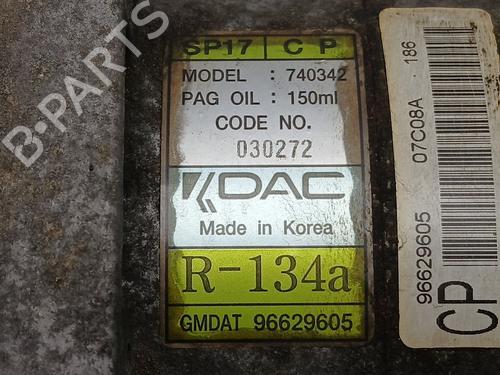 SP17 C P
MODEL : 740342
PAG OIL : 150ml
CODE NO.
030272
DAC
Made in Korea
R-134a
GMDAT 96629605
96629605 07C08A 186
CP
B-PARTS